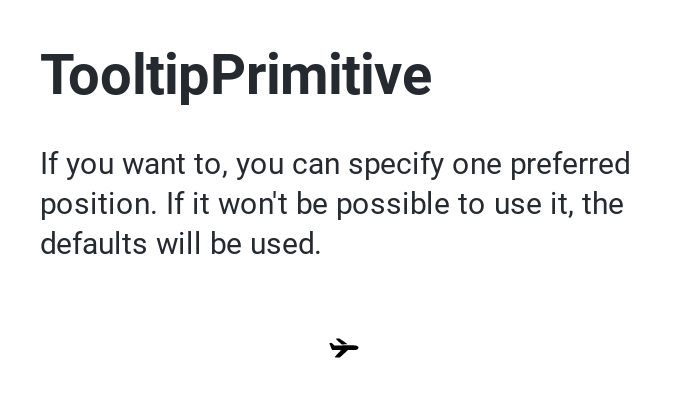 TooltipPrimitive
If you want to, you can specify one preferred
position. If it won't be possible to use it, the
defaults will be used.